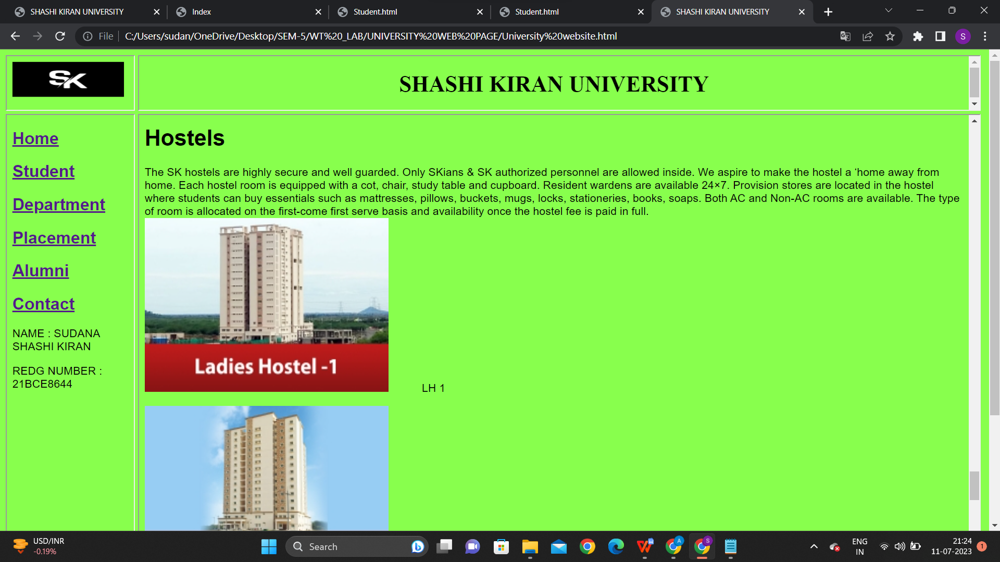 SHASHI KIRAN UNIVERSITY
Index
Student.html
Student.html
SHASHI KIRAN UNIVERSITY
File
C:/Users/sudan/OneDrive/Desktop/SEM-5/WT%20_LAB/UNIVERSITY%20WEB%20PAGE/University%20website.html
S
SK
SHASHI KIRAN UNIVERSITY
Home
Student
Department
Placement
Alumni
Contact
NAME : SUDANA
SHASHI KIRAN
REDG NUMBER :
21BCE8644
Hostels
The SK hostels are highly secure and well guarded. Only SKians & SK authorized personnel are allowed inside. We aspire to make the hostel a ‘home away from
home. Each hostel room is equipped with a cot, chair, study table and cupboard. Resident wardens are available 24×7. Provision stores are located in the hostel
where students can buy essentials such as mattresses, pillows, buckets, mugs, locks, stationeries, books, soaps. Both AC and Non-AC rooms are available. The type
of room is allocated on the first-come first serve basis and availability once the hostel fee is paid in full.
Ladies Hostel -1
LH 1
USD/INR
-0.19%
Search
A
S
ENG
IN
21:24
11-07-2023
1